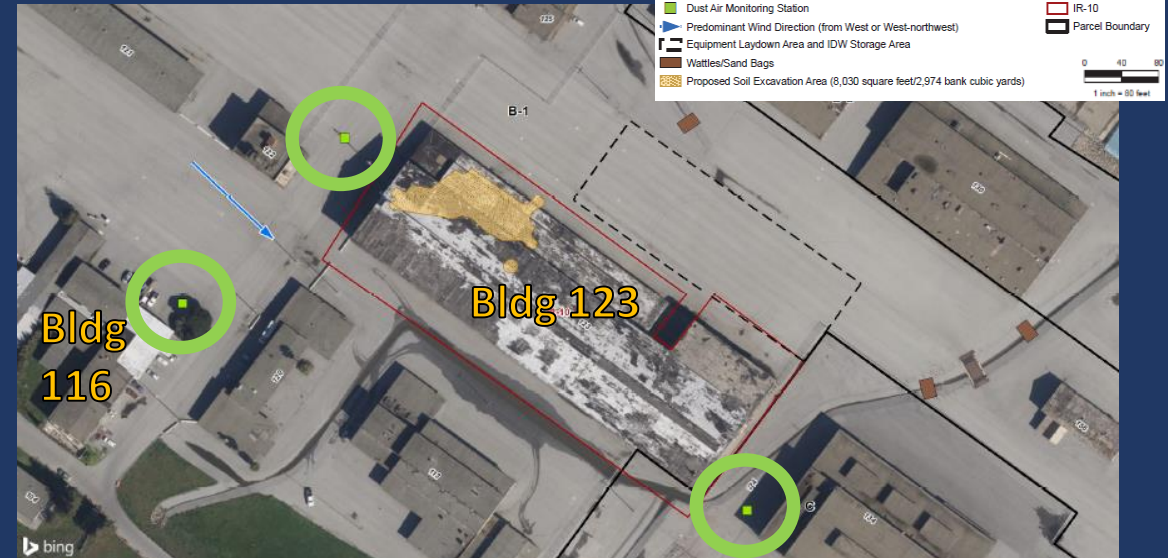 Dust Air Monitoring Station
Predominant Wind Direction (from West or West-northwest)
Equipment Laydown Area and IDW Storage Area
Wattles/Sand Bags
Proposed Soil Excavation Area (8,030 square feet/2,974 bank cubic yards)
IR-10
Parcel Boundary
0 40 80
1 inch = 80 feet
B-1
122
Bldg 123
Bldg
116
113
C
bing